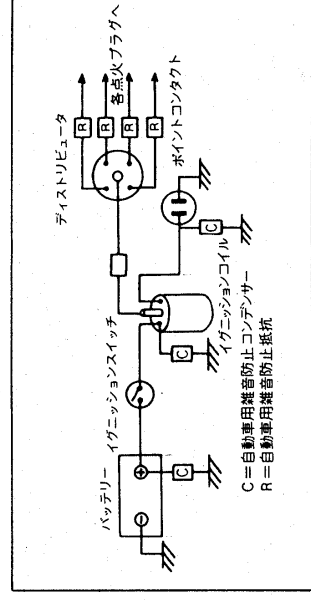 バッテリー
イグニッションスイッチ
ディストリビュータ
R
R
R
R
各点火プラグへ
ポイントコンタクト
イグニッションコイル
C
C
C
C=自動車用雑音防止コンデンサー
R=自動車用雑音防止抵抗